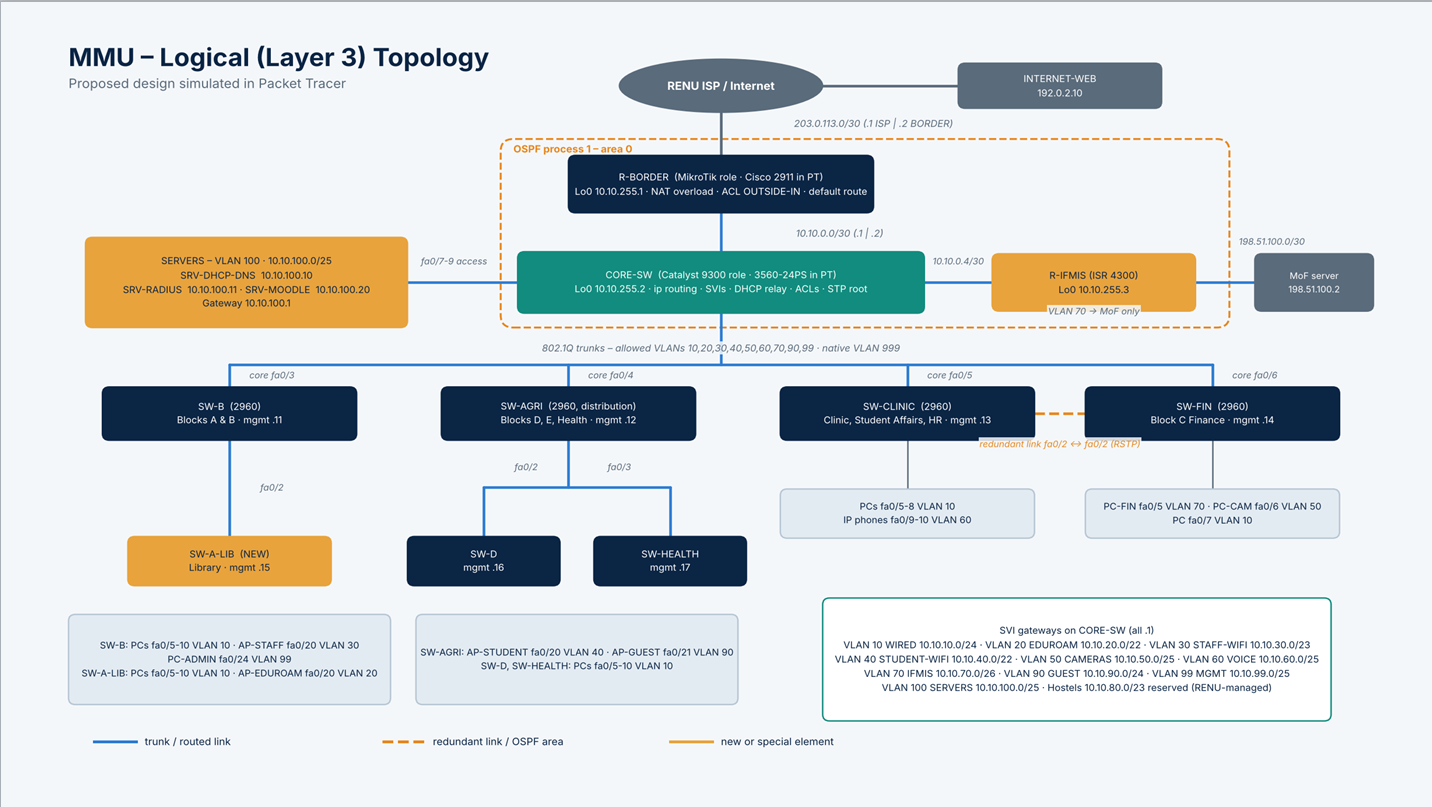 MMU – Logical (Layer 3) Topology
Proposed design simulated in Packet Tracer
RENU ISP / Internet
INTERNET-WEB
192.0.2.10
203.0.113.0/30 (.1 ISP | .2 BORDER)
OSPF process 1 – area 0
R-BORDER (MikroTik role · Cisco 2911 in PT)
Lo0 10.10.255.1 · NAT overload · ACL OUTSIDE-IN · default route
10.10.0.0/30 (.1 | .2)
SERVERS – VLAN 100 · 10.10.100.0/25
SRV-DHCP-DNS 10.10.100.10
SRV-RADIUS 10.10.100.11 · SRV-MOODLE 10.10.100.20
Gateway 10.10.100.1
fa0/7-9 access
CORE-SW (Catalyst 9300 role · 3560-24PS in PT)
Lo0 10.10.255.2 · ip routing · SVIs · DHCP relay · ACLs · STP root
10.10.0.4/30
R-IFMIS (ISR 4300)
Lo0 10.10.255.3
VLAN 70 → MoF only
198.51.100.0/30
MoF server
198.51.100.2
802.1Q trunks – allowed VLANs 10,20,30,40,50,60,70,90,99 · native VLAN 999
core fa0/3
core fa0/4
core fa0/5
core fa0/6
SW-B (2960)
Blocks A & B · mgmt .11
SW-AGRI (2960, distribution)
Blocks D, E, Health · mgmt .12
SW-CLINIC (2960)
Clinic, Student Affairs, HR · mgmt .13
SW-FIN (2960)
Block C Finance · mgmt .14
redundant link fa0/2 ↔ fa0/2 (RSTP)
fa0/2
fa0/2
fa0/3
PCs fa0/5-8 VLAN 10
IP phones fa0/9-10 VLAN 60
PC-FIN fa0/5 VLAN 70 · PC-CAM fa0/6 VLAN 50
PC fa0/7 VLAN 10
SW-A-LIB (NEW)
Library · mgmt .15
SW-D
mgmt .16
SW-HEALTH
mgmt .17
SW-B: PCs fa0/5-10 VLAN 10 · AP-STAFF fa0/20 VLAN 30
PC-ADMIN fa0/24 VLAN 99
SW-A-LIB: PCs fa0/5-10 VLAN 10 · AP-EDUROAM fa0/20 VLAN 20
SW-AGRI: AP-STUDENT fa0/20 VLAN 40 · AP-GUEST fa0/21 VLAN 90
SW-D, SW-HEALTH: PCs fa0/5-10 VLAN 10
SVI gateways on CORE-SW (all .1)
VLAN 10 WIRED 10.10.10.0/24 · VLAN 20 EDUROAM 10.10.20.0/22 · VLAN 30 STAFF-WIFI 10.10.30.0/23
VLAN 40 STUDENT-WIFI 10.10.40.0/22 · VLAN 50 CAMERAS 10.10.50.0/25 · VLAN 60 VOICE 10.10.60.0/25
VLAN 70 IFMIS 10.10.70.0/26 · VLAN 90 GUEST 10.10.90.0/24 · VLAN 99 MGMT 10.10.99.0/25
VLAN 100 SERVERS 10.10.100.0/25 · Hostels 10.10.80.0/23 reserved (RENU-managed)
trunk / routed link
redundant link / OSPF area
new or special element